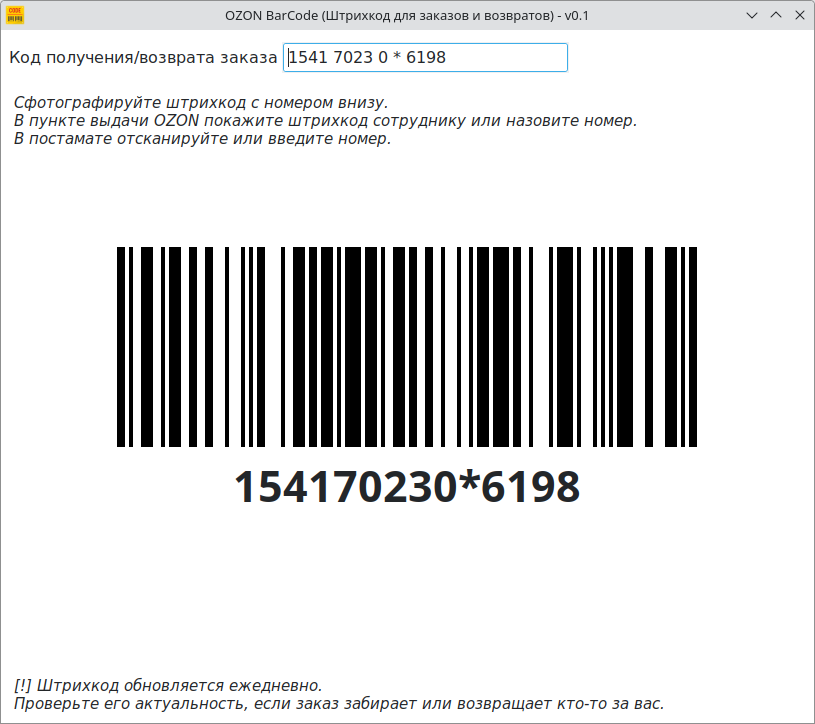 CODE
OZON BarCode (Штрихкод для заказов и возвратов) - v0.1
Код получения/возврата заказа 1541 7023 0 * 6198
Сфотографируйте штрихкод с номером внизу.
В пункте выдачи OZON покажите штрихкод сотруднику или назовите номер.
В постамате отсканируйте или введите номер.
154170230*6198
[!] Штрихкод обновляется ежедневно.
Проверьте его актуальность, если заказ забирает или возвращает кто-то за вас.